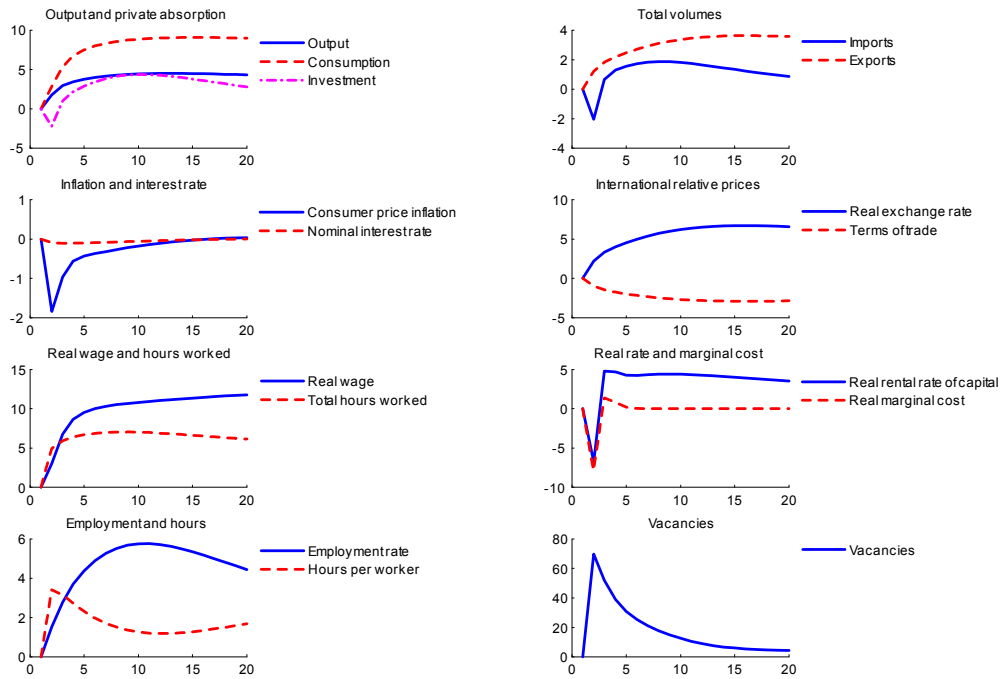 Output and private absorption
10
5
0
-5
0 5 10 15 20
Output
Consumption
Investment
Total volumes
4
2
0
-2
-4
0 5 10 15 20
Imports
Exports
Inflation and interest rate
1
0
-1
-2
0 5 10 15 20
Consumer price inflation
Nominal interest rate
International relative prices
10
5
0
-5
0 5 10 15 20
Real exchange rate
Terms of trade
Real wage and hours worked
15
10
5
0
0 5 10 15 20
Real wage
Total hours worked
Real rate and marginal cost
5
0
-5
-10
0 5 10 15 20
Real rental rate of capital
Real marginal cost
Employment and hours
6
4
2
0
0 5 10 15 20
Employment rate
Hours per worker
Vacancies
80
60
40
20
0
0 5 10 15 20
Vacancies